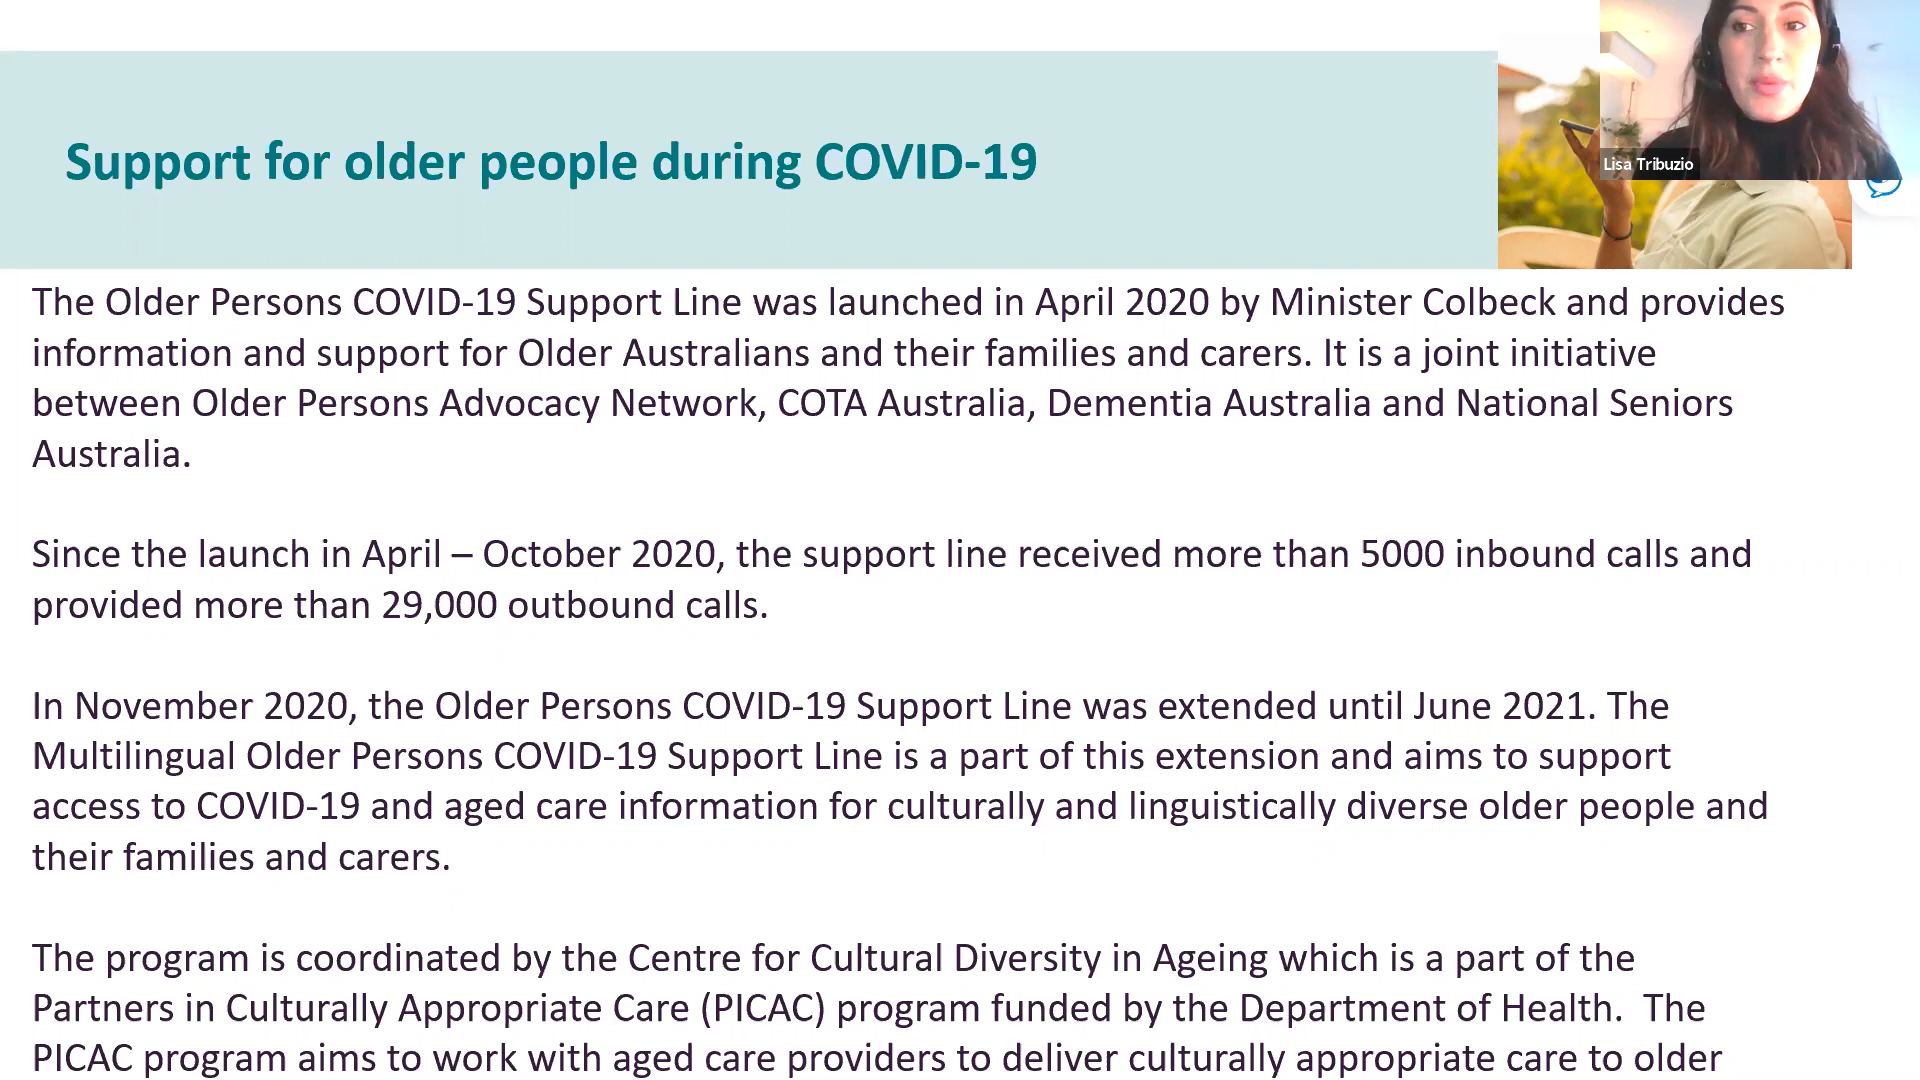 Support for older people during COVID-19
Lisa Tribuzio
The Older Persons COVID-19 Support Line was launched in April 2020 by Minister Colbeck and provides
information and support for Older Australians and their families and carers. It is a joint initiative
between Older Persons Advocacy Network, COTA Australia, Dementia Australia and National Seniors
Australia.
Since the launch in April – October 2020, the support line received more than 5000 inbound calls and
provided more than 29,000 outbound calls.
In November 2020, the Older Persons COVID-19 Support Line was extended until June 2021. The
Multilingual Older Persons COVID-19 Support Line is a part of this extension and aims to support
access to COVID-19 and aged care information for culturally and linguistically diverse older people and
their families and carers.
The program is coordinated by the Centre for Cultural Diversity in Ageing which is a part of the
Partners in Culturally Appropriate Care (PICAC) program funded by the Department of Health.  The
PICAC program aims to work with aged care providers to deliver culturally appropriate care to older